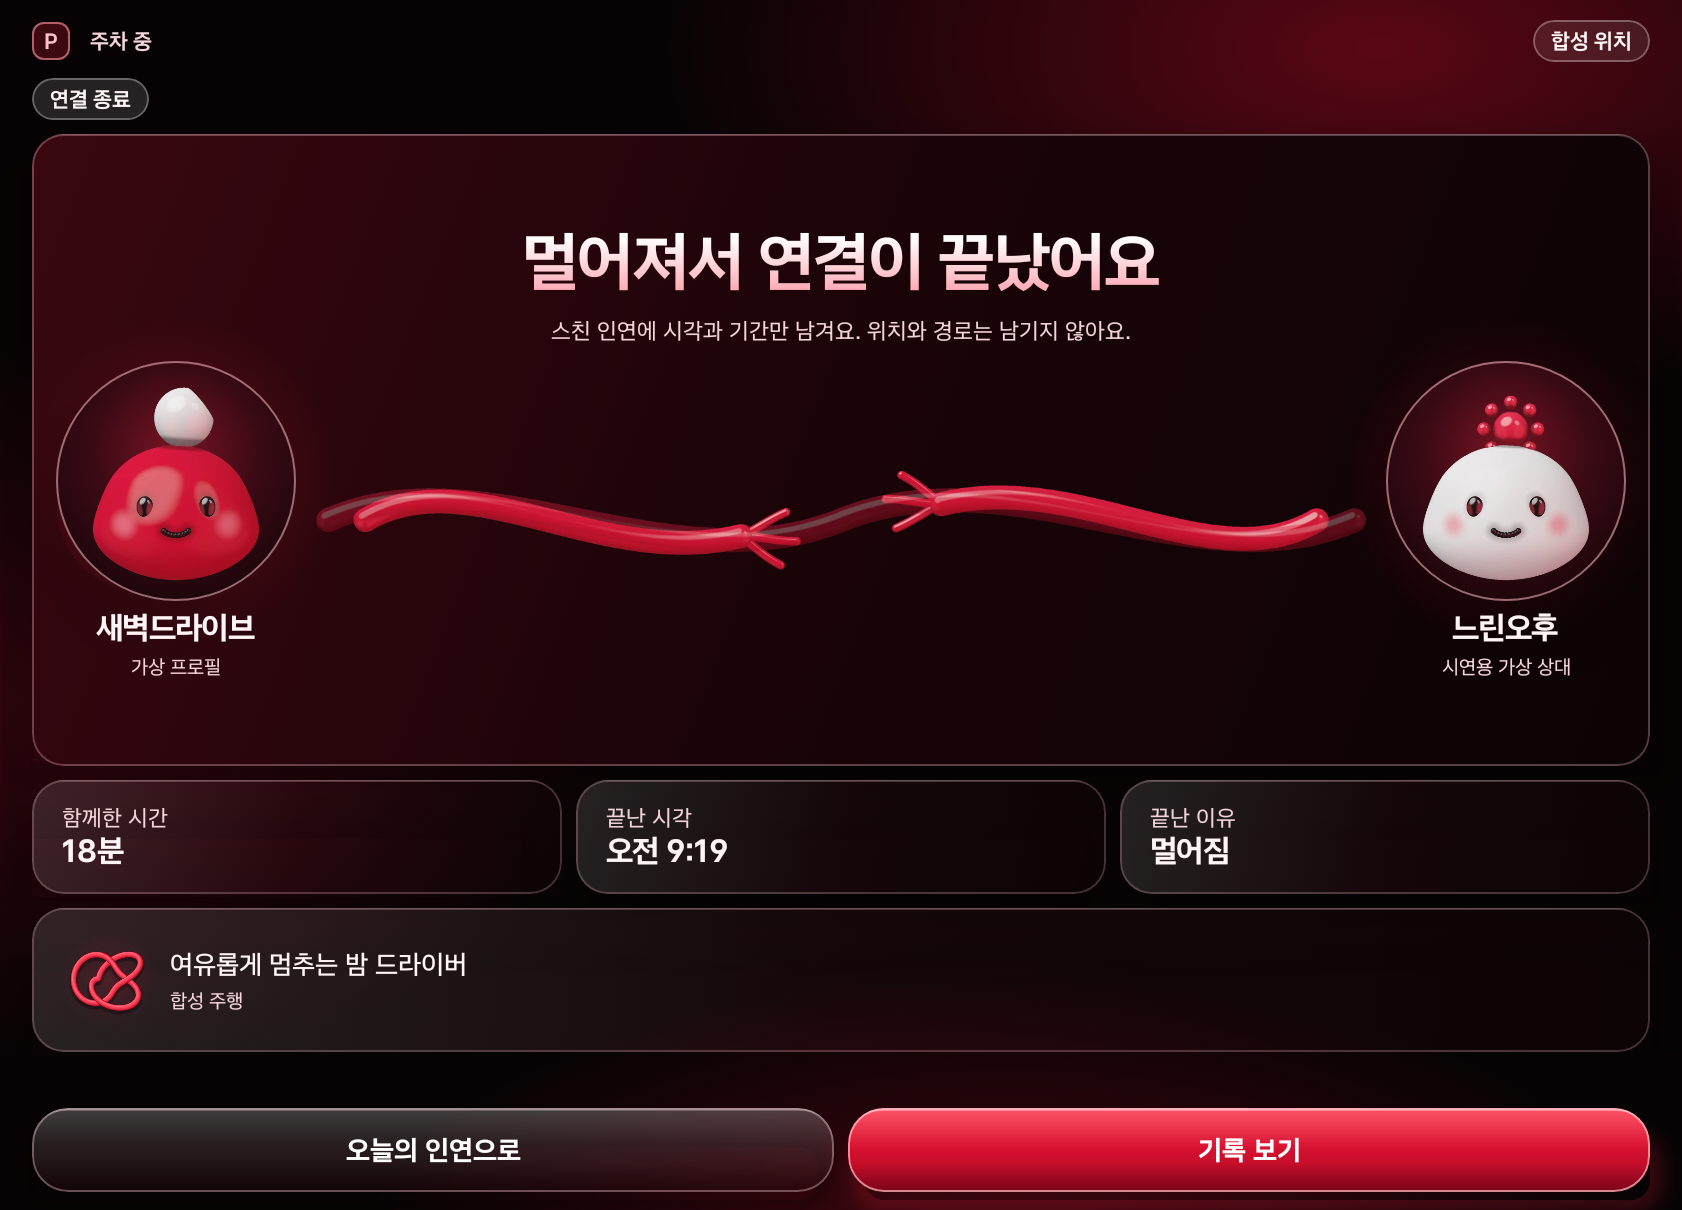 P 주차 중
합성 위치
연결 종료
멀어져서 연결이 끝났어요
스친 인연에 시각과 기간만 남겨요. 위치와 경로는 남기지 않아요.
새벽드라이브
가상 프로필
느린오후
시연용 가상 상대
함께한 시간
18분
끝난 시각
오전 9:19
끝난 이유
멀어짐
여유롭게 멈추는 밤 드라이버
합성 주행
오늘의 인연으로
기록 보기